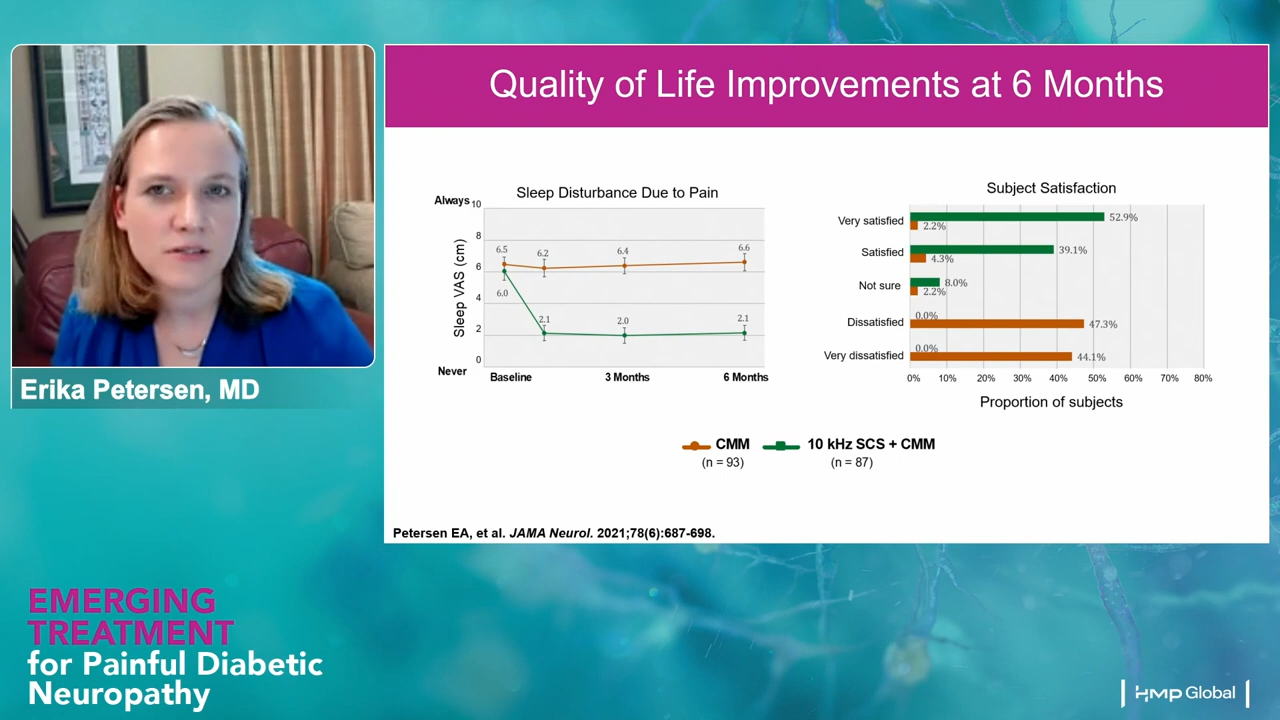 Quality of Life Improvements at 6 Months
Sleep Disturbance Due to Pain
Always
Never
Sleep VAS (cm)
10
8
6
4
2
0
6.5
6.2
6.4
6.6
6.0
2.1
2.0
2.1
Baseline
3 Months
6 Months
Subject Satisfaction
Very satisfied
52.9%
2.2%
Satisfied
39.1%
4.3%
Not sure
8.0%
2.2%
Dissatisfied
0.0%
47.3%
Very dissatisfied
0.0%
44.1%
0% 10% 20% 30% 40% 50% 60% 70% 80%
Proportion of subjects
CMM
(n = 93)
10 kHz SCS + CMM
(n = 87)
Petersen EA, et al. JAMA Neurol. 2021;78(6):687-698.
Erika Petersen, MD
EMERGING
TREATMENT
for Painful Diabetic
Neuropathy
HMP Global